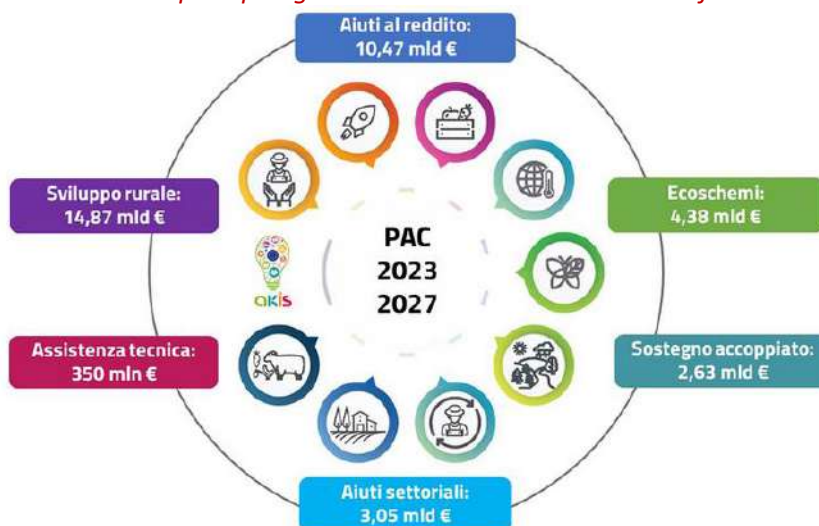 Aiuti al reddito:
10,47 mld €
Sviluppo rurale:
14,87 mld €
Ecoschemi:
4,38 mld €
PAC
2023
2027
akis
Assistenza tecnica:
350 mln €
Sostegno accoppiato:
2,63 mld €
Aiuti settoriali:
3,05 mld €